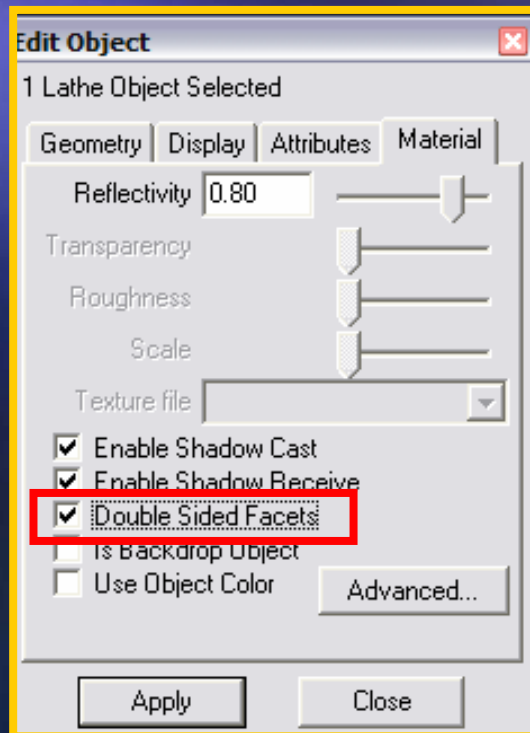 Edit Object
1 Lathe Object Selected
Geometry Display Attributes Material
Reflectivity 0.80
Transparency
Roughness
Scale
Texture file
Enable Shadow Cast
Enable Shadow Receive
Double Sided Facets
Is Backdrop Object
Use Object Color Advanced...
Apply Close